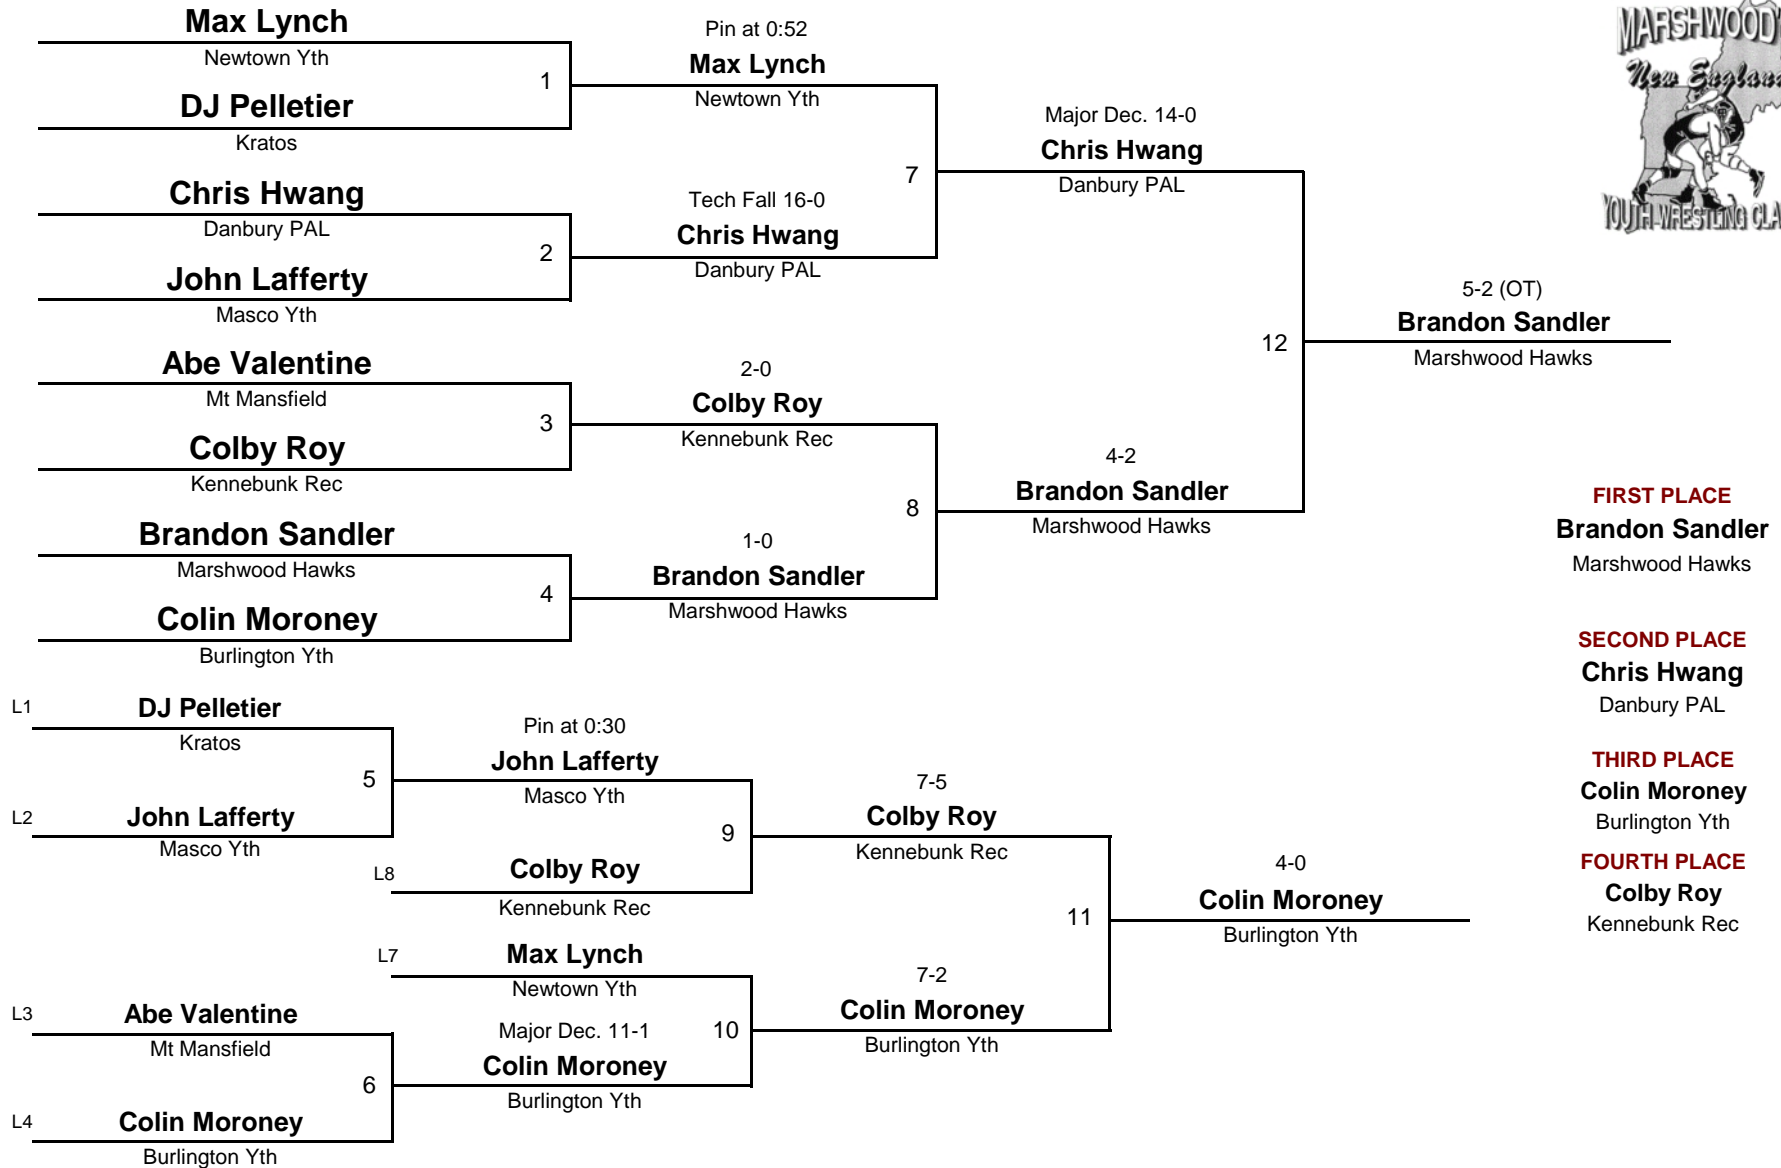 Max Lynch
Newtown Yth
1
DJ Pelletier
Kratos
Chris Hwang
Danbury PAL
2
John Lafferty
Masco Yth
Abe Valentine
Mt Mansfield
3
Colby Roy
Kennebunk Rec
Brandon Sandler
Marshwood Hawks
4
Colin Moroney
Burlington Yth
Pin at 0:52
Max Lynch
Newtown Yth
7
Tech Fall 16-0
Chris Hwang
Danbury PAL
2-0
Colby Roy
Kennebunk Rec
8
1-0
Brandon Sandler
Marshwood Hawks
Major Dec. 14-0
Chris Hwang
Danbury PAL
12
4-2
Brandon Sandler
Marshwood Hawks
5-2 (OT)
Brandon Sandler
Marshwood Hawks
L1
DJ Pelletier
Kratos
5
L2
John Lafferty
Masco Yth
L3
Abe Valentine
Mt Mansfield
6
L4
Colin Moroney
Burlington Yth
Pin at 0:30
John Lafferty
Masco Yth
9
L8
Colby Roy
Kennebunk Rec
L7
Max Lynch
Newtown Yth
Major Dec. 11-1
10
Colin Moroney
Burlington Yth
7-5
Colby Roy
Kennebunk Rec
11
7-2
Colin Moroney
Burlington Yth
4-0
Colin Moroney
Burlington Yth
MARSHWOOD'
New England
YOUTH WRESTLING CLA
FIRST PLACE
Brandon Sandler
Marshwood Hawks
SECOND PLACE
Chris Hwang
Danbury PAL
THIRD PLACE
Colin Moroney
Burlington Yth
FOURTH PLACE
Colby Roy
Kennebunk Rec